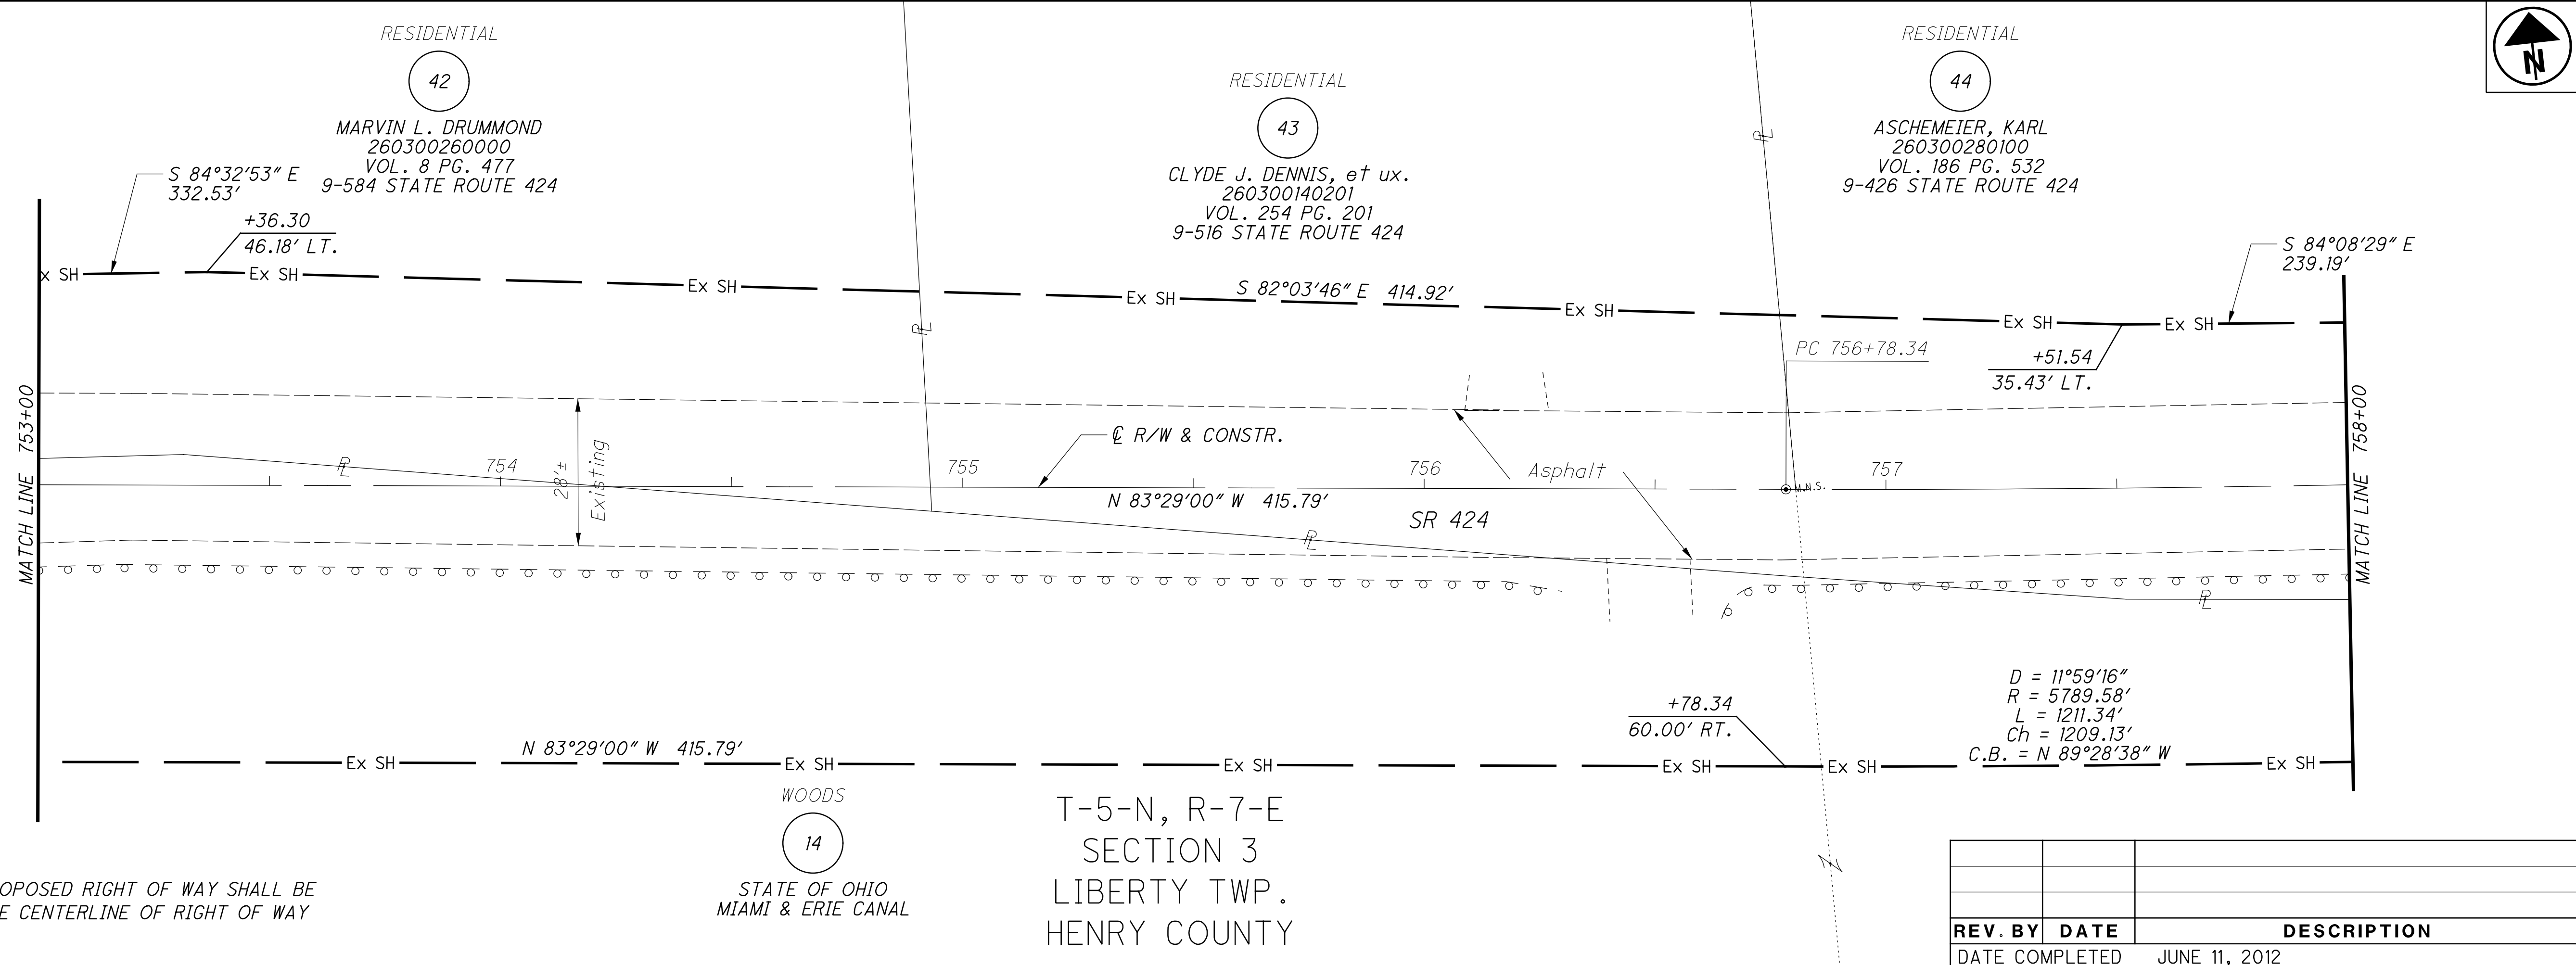 RESIDENTIAL
42
MARVIN L. DRUMMOND
260300260000
VOL. 8 PG. 477
9-584 STATE ROUTE 424
RESIDENTIAL
43
CLYDE J. DENNIS, et ux.
260300140201
VOL. 254 PG. 201
9-516 STATE ROUTE 424
RESIDENTIAL
44
ASCHEMEIER, KARL
260300280100
VOL. 186 PG. 532
9-426 STATE ROUTE 424
N
S 84°32'53" E
332.53'
+36.30
46.18' LT.
S 84°08'29" E
239.19'
x SH
Ex SH
Ex SH
Ex SH
S 82°03'46" E 414.92'
Ex SH
Ex SH
Ex SH
PL
PL
PC 756+78.34
+51.54
35.43' LT.
MATCH LINE 753+00
MATCH LINE 758+00
28'±
Existing
CL R/W & CONSTR.
PL
754
755
756
757
Asphalt
M.N.S.
N 83°29'00" W 415.79'
SR 424
PL
PL
+78.34
60.00' RT.
D = 11°59'16"
R = 5789.58'
L = 1211.34'
Ch = 1209.13'
C.B. = N 89°28'38" W
N 83°29'00" W 415.79'
Ex SH
Ex SH
Ex SH
Ex SH
Ex SH
Ex SH
WOODS
14
STATE OF OHIO
MIAMI & ERIE CANAL
T-5-N, R-7-E
SECTION 3
LIBERTY TWP.
HENRY COUNTY
Z
OPOSED RIGHT OF WAY SHALL BE
E CENTERLINE OF RIGHT OF WAY
REV. BY DATE DESCRIPTION
DATE COMPLETED JUNE 11, 2012